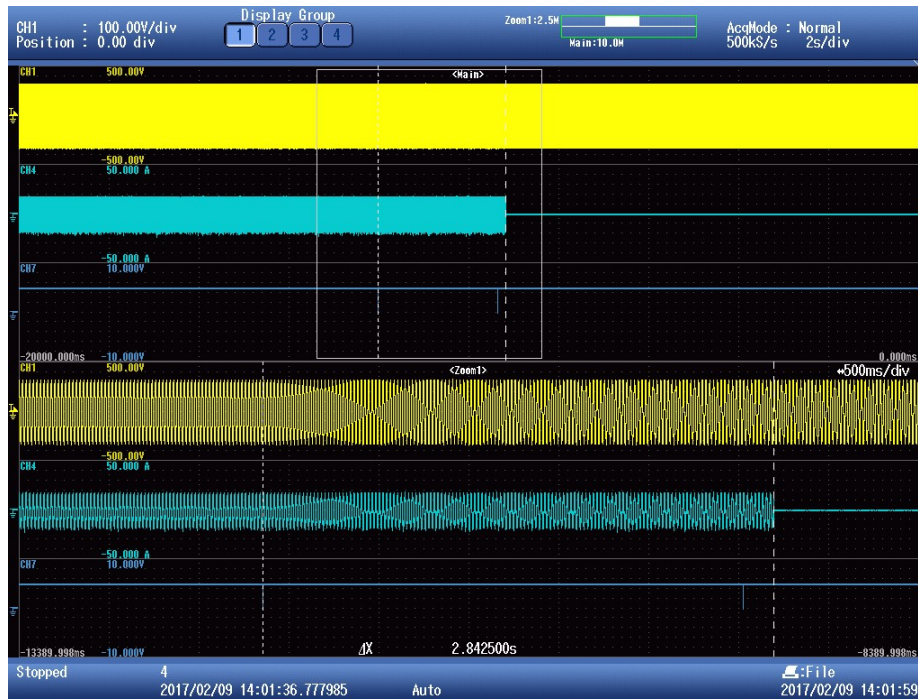 Display Group
CH1 : 100.00V/div
Position : 0.00 div
1 2 3 4
Zoom1:2.5M
Main:10.0M
AcqMode : Normal
500kS/s 2s/div
CH1 500.00V
<Main>
-500.00V
CH4 50.000 A
-50.000 A
CH7 10.000V
-20000.000ms -10.000V 0.000ms
CH1 500.00V
<Zoom1>
↔500ms/div
-500.00V
CH4 50.000 A
-50.000 A
CH7 10.000V
-13389.998ms -10.000V
ΔX 2.842500s
-8389.998ms
Stopped 4
2017/02/09 14:01:36.777985 Auto
:File
2017/02/09 14:01:59